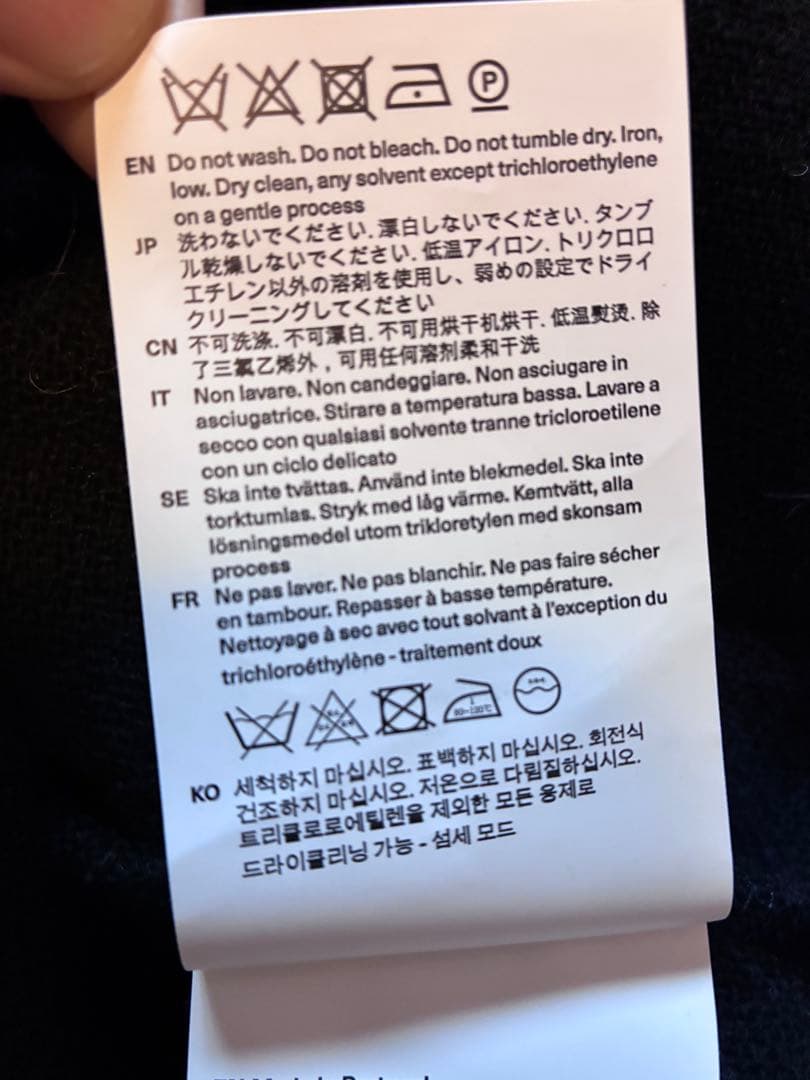 P
EN Do not wash. Do not bleach. Do not tumble dry. Iron,
low. Dry clean, any solvent except trichloroethylene
on a gentle process
JP 洗わないでください. 漂白しないでください. タンブ
ル乾燥しないでください. 低温アイロン. トリクロロ
エチレン以外の溶剤を使用し、弱めの設定でドライ
クリーニングしてください
CN 不可洗涤. 不可漂白. 不可用烘干机烘干. 低温熨烫. 除
了三氯乙烯外，可用任何溶剂柔和干洗
IT Non lavare. Non candeggiare. Non asciugare in
asciugatrice. Stirare a temperatura bassa. Lavare a
secco con qualsiasi solvente tranne tricloroetilene
con un ciclo delicato
SE Ska inte tvättas. Använd inte blekmedel. Ska inte
torktumlas. Stryk med låg värme. Kemtvätt, alla
lösningsmedel utom trikloretylen med skonsam
process
FR Ne pas laver. Ne pas blanchir. Ne pas faire sécher
en tambour. Repasser à basse température.
Nettoyage à sec avec tout solvant à l'exception du
trichloroéthylène - traitement doux
KO 세척하지 마십시오. 표백하지 마십시오. 회전식
건조하지 마십시오. 저온으로 다림질하십시오.
트리클로로에틸렌을 제외한 모든 용제로
드라이클리닝 가능 - 섬세 모드